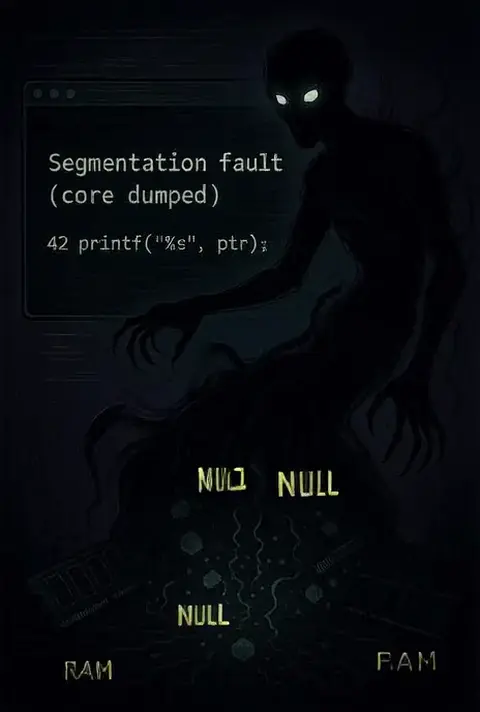 Segmentation fault
(core dumped)
42 printf("%s", ptr);
NULL
NULL
RAM
RAM